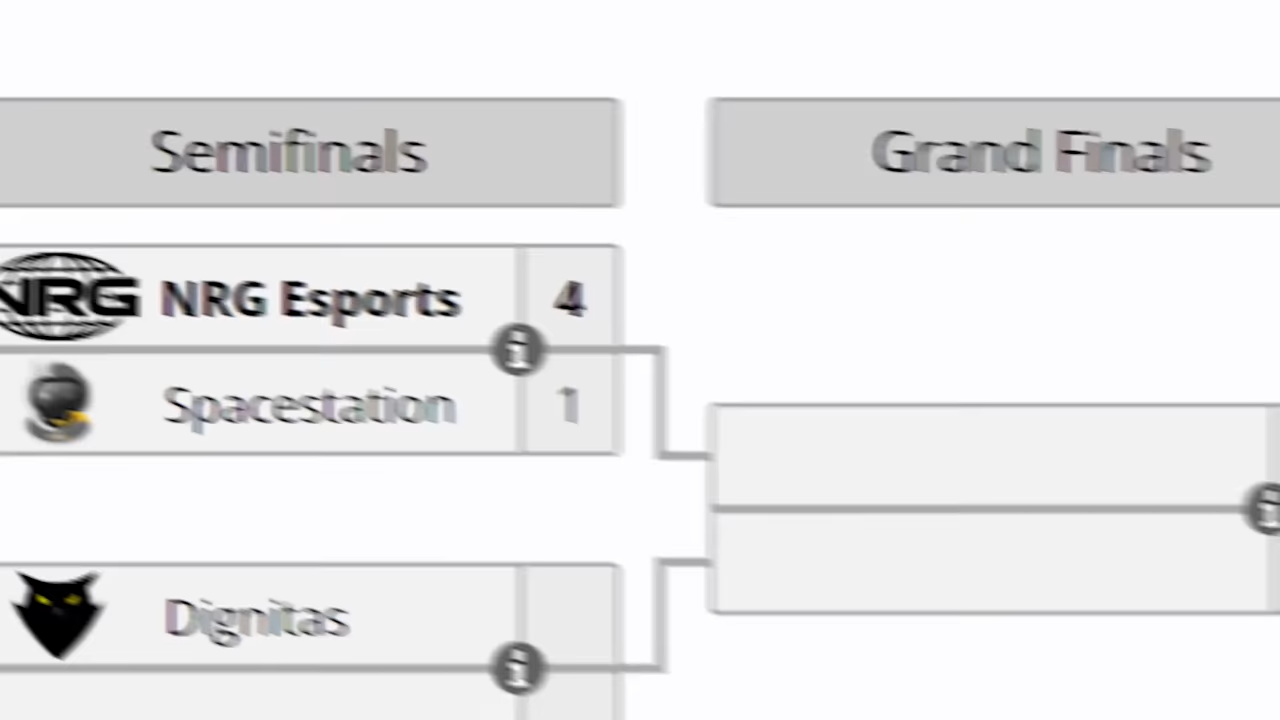 Semifinals
Grand Finals
NRG NRG Esports 4
Spacestation 1
Dignitas